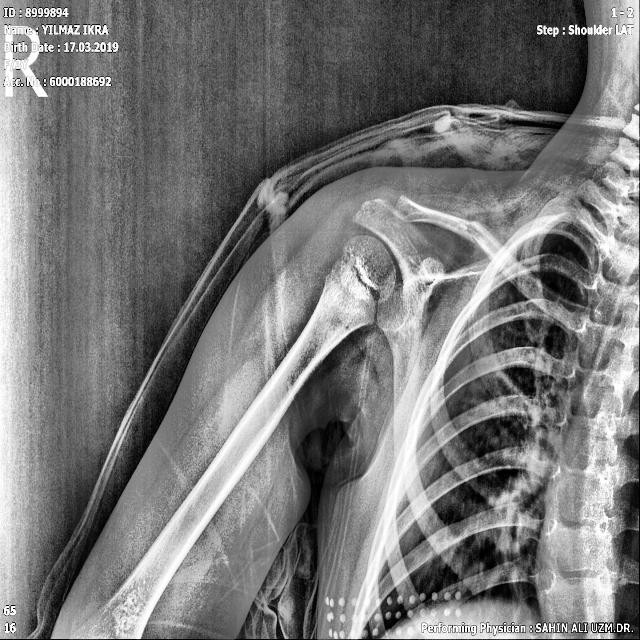 ID : 8999894
Name : YILMAZ IKRA
Birth Date : 17.03.2019
Acc. No : 6000188692
R
1 - 2
Step : Shoulder LAT
65
16
Performing Physician : SAHIN ALI UZM.DR.